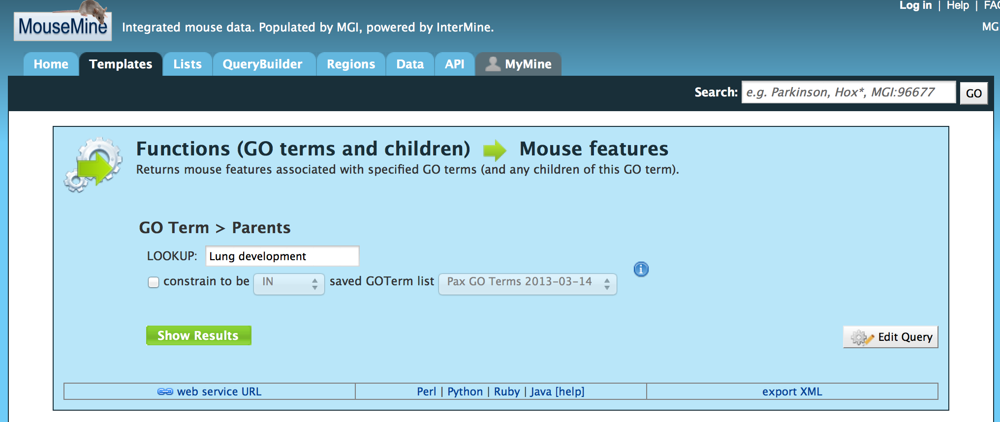 Log in | Help | FAQ
MouseMine
Integrated mouse data. Populated by MGI, powered by InterMine.
MGI
Home
Templates
Lists
QueryBuilder
Regions
Data
API
MyMine
Search: e.g. Parkinson, Hox*, MGI:96677 GO
Functions (GO terms and children) Mouse features
Returns mouse features associated with specified GO terms (and any children of this GO term).
GO Term > Parents
LOOKUP: Lung development
constrain to be IN saved GOTerm list Pax GO Terms 2013-03-14
Show Results
Edit Query
web service URL
Perl | Python | Ruby | Java [help]
export XML